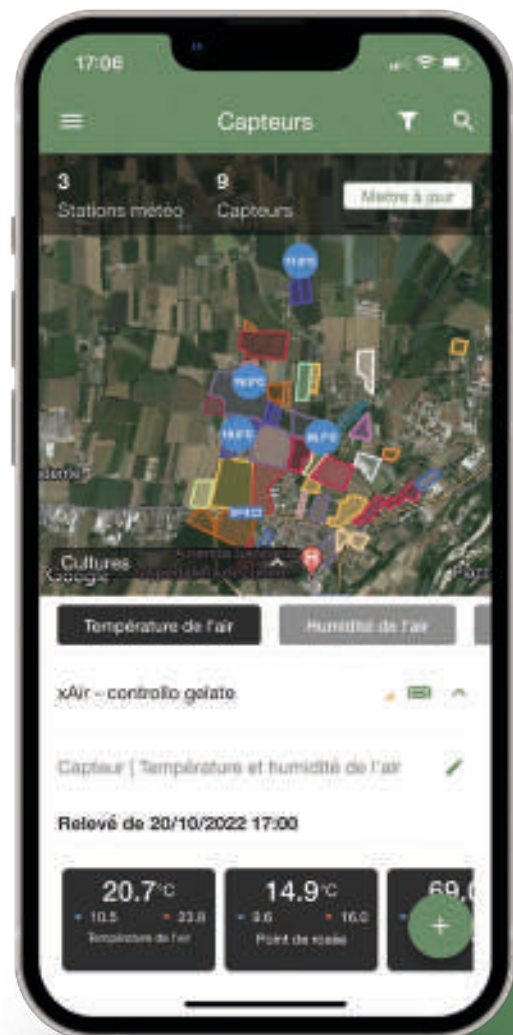 17:06
Capteurs
3
Stations météo
9
Capteurs
Mettre à jour
Cultures
Google
Température de l'air
Humidité de l'air
xAir - controllo gelate
Capteur | Température et humidité de l'air
Relevé de 20/10/2022 17:00
20.7°C
10.5
23.8
Température de l'air
14.9°C
9.6
16.0
Point de rosée
+